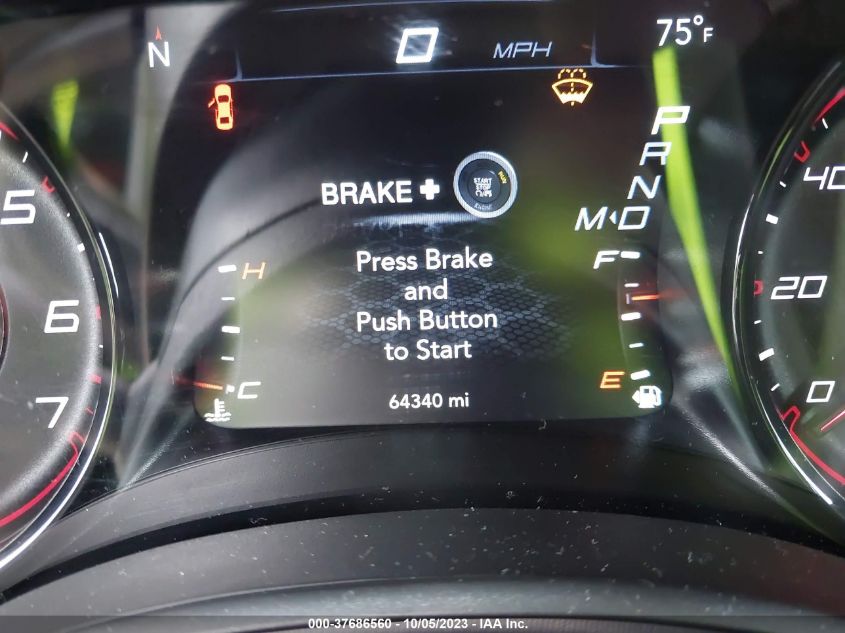 N
0 MPH
75°F
P
R
N
M◂D
BRAKE + START STOP ENGINE RUN
Press Brake
and
Push Button
to Start
64340 mi
H
C
F
E
5
6
7
40
20
0
000-37686560 - 10/05/2023 - IAA Inc.